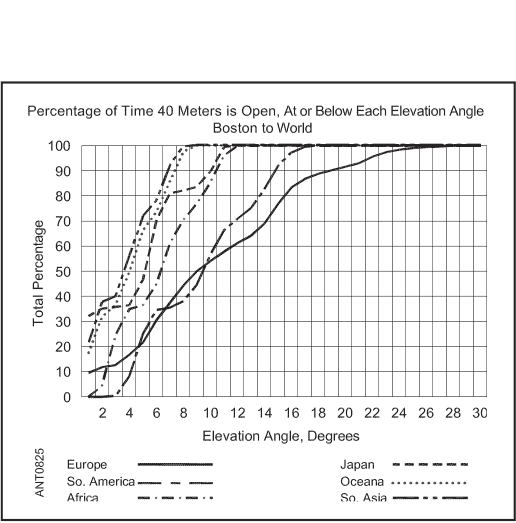 Percentage of Time 40 Meters is Open, At or Below Each Elevation Angle
Boston to World
Total Percentage
100
90
80
70
60
50
40
30
20
10
0
2 4 6 8 10 12 14 16 18 20 22 24 26 28 30
Elevation Angle, Degrees
ANT0825
Europe
So. America
Africa
Japan
Oceana
So. Asia